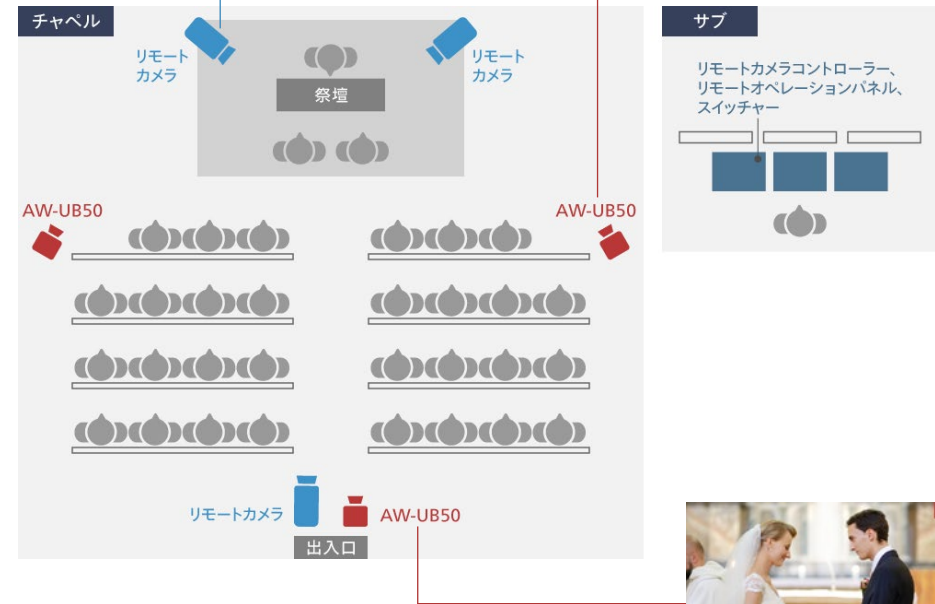 チャペル
サブ
リモート
カメラ
リモート
カメラ
祭壇
リモートカメラコントローラー、
リモートオペレーションパネル、
スイッチャー
AW-UB50
AW-UB50
リモートカメラ
AW-UB50
出入口